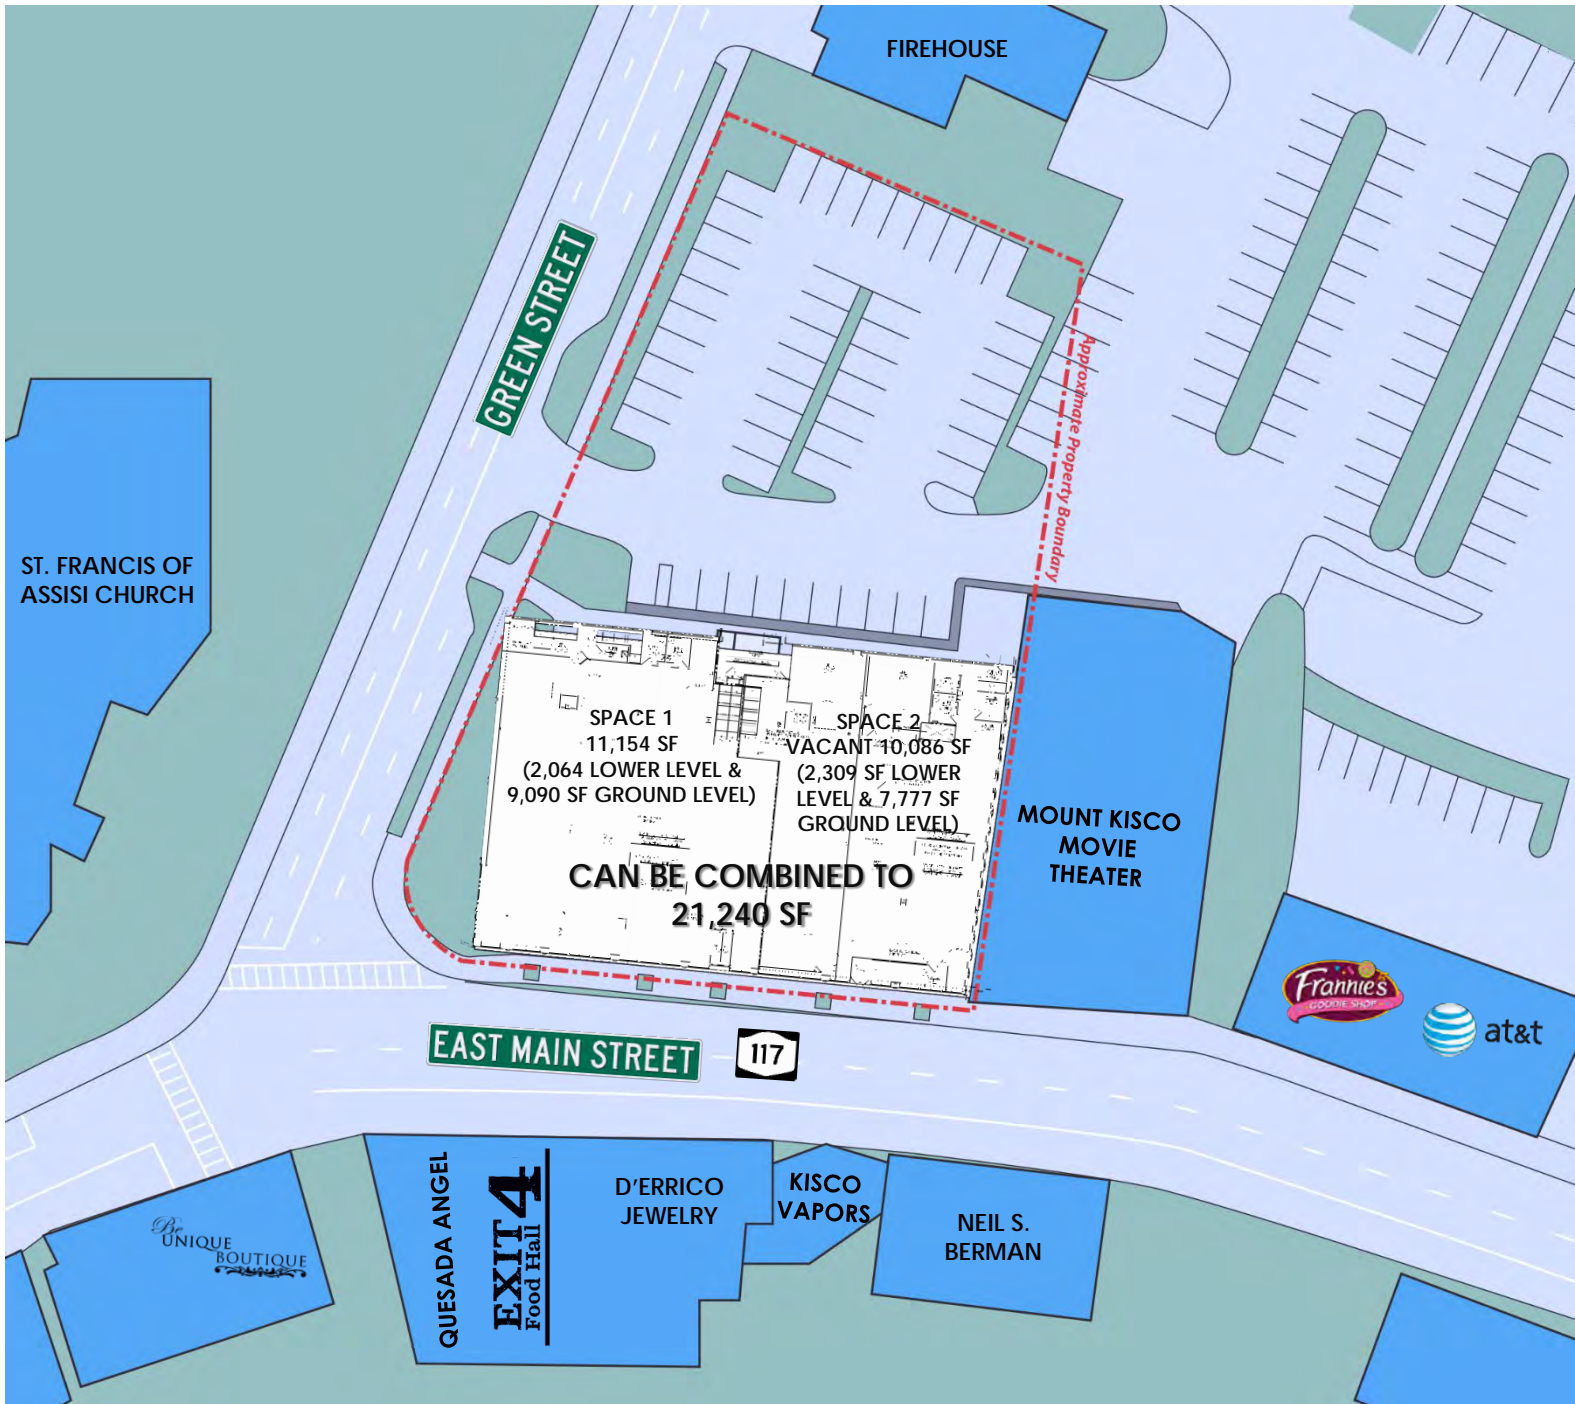 FIREHOUSE
GREEN STREET
Approximate Property Boundary
ST. FRANCIS OF
ASSISI CHURCH
SPACE 1
11,154 SF
(2,064 LOWER LEVEL &
9,090 SF GROUND LEVEL)
SPACE 2
VACANT 10,086 SF
(2,309 SF LOWER
LEVEL & 7,777 SF
GROUND LEVEL)
CAN BE COMBINED TO
21,240 SF
MOUNT KISCO
MOVIE
THEATER
Frannie's
GOODIE SHOP
at&t
EAST MAIN STREET
117
Be
UNIQUE
BOUTIQUE
QUESADA ANGEL
EXIT 4
Food Hall
D'ERRICO
JEWELRY
KISCO
VAPORS
NEIL S.
BERMAN